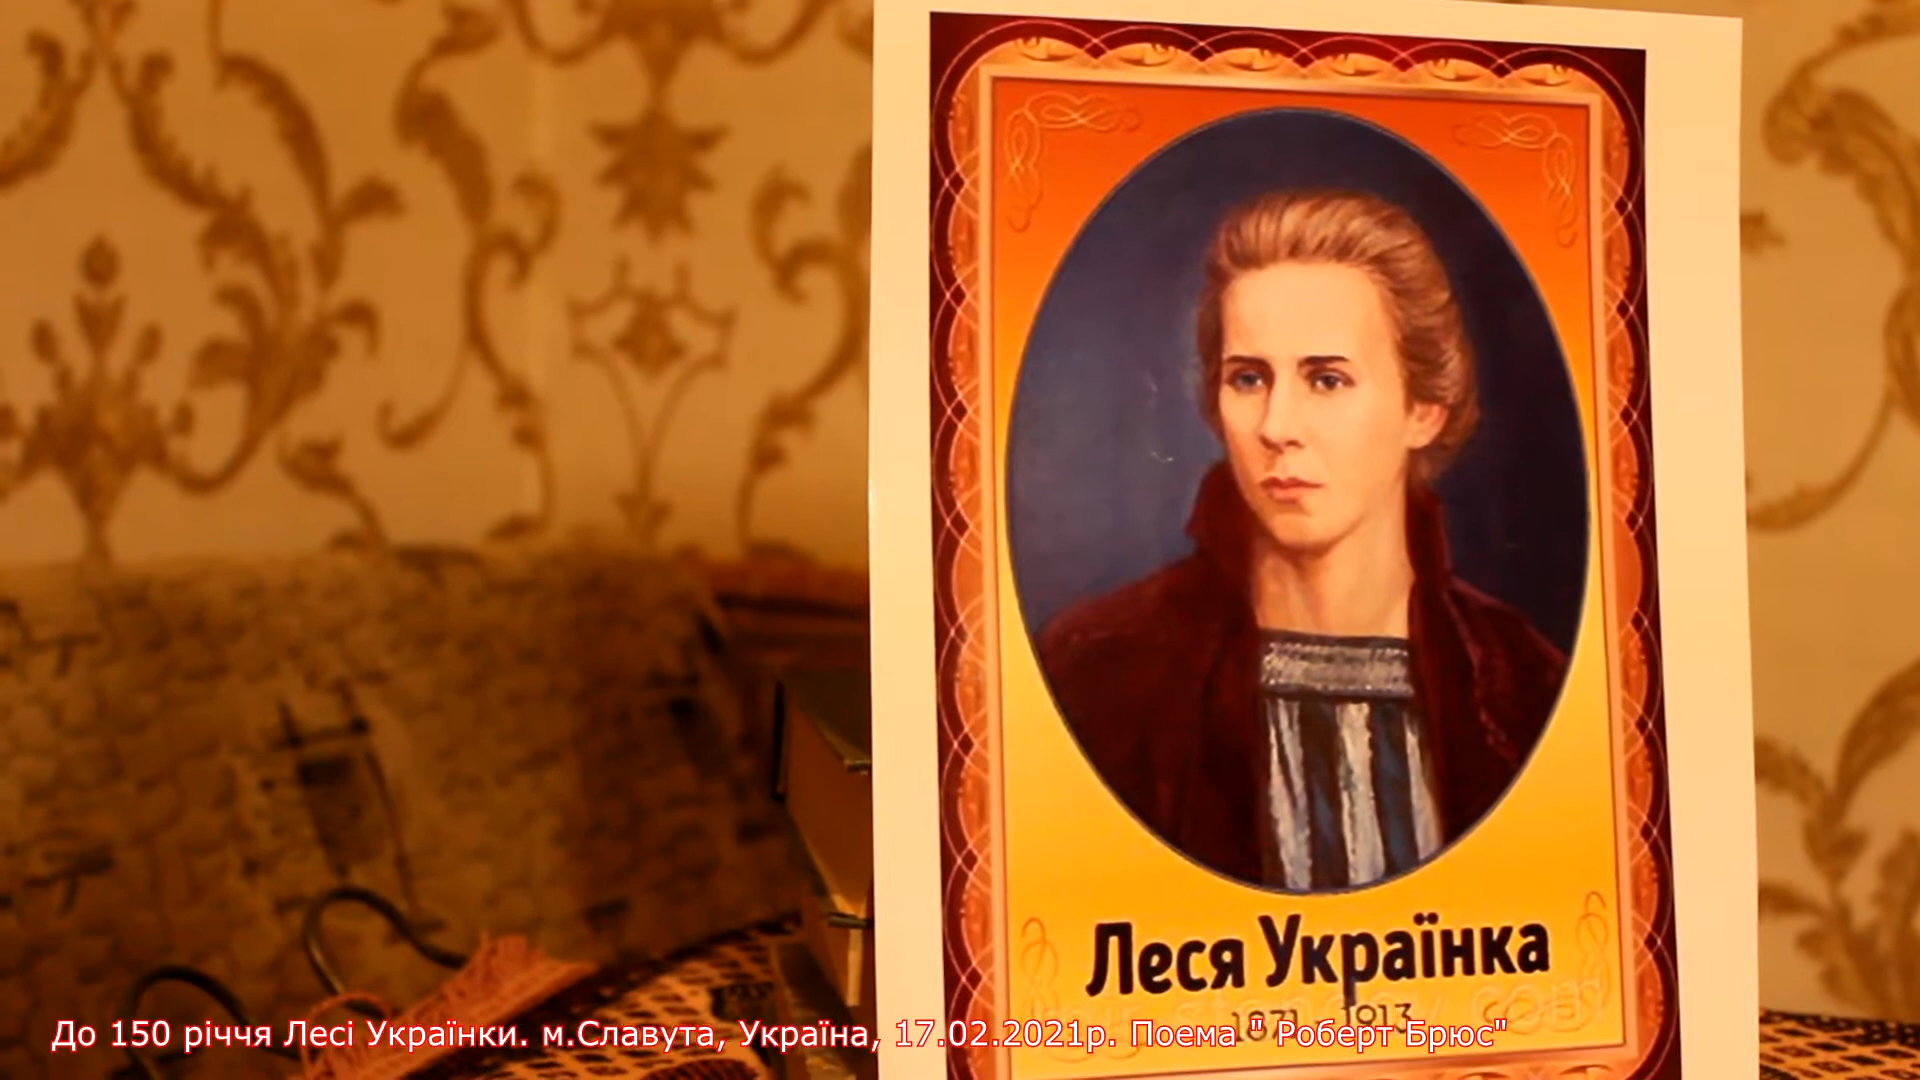 Леся Українка
1871 1913
До 150 річчя Лесі Українки. м.Славута, Україна, 17.02.2021р. Поема " Роберт Брюс"